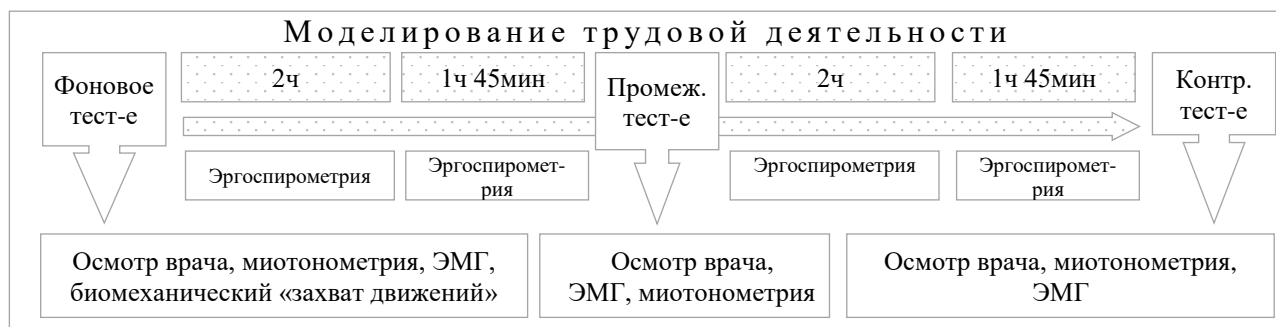 Моделирование трудовой деятельности
Фоновое
тест-е
2ч
1ч 45мин
Промеж.
тест-е
2ч
1ч 45мин
Контр.
тест-е
Эргоспирометрия
Эргоспиромет-
рия
Эргоспирометрия
Эргоспиромет-
рия
Осмотр врача, миотонометрия, ЭМГ,
биомеханический «захват движений»
Осмотр врача,
ЭМГ, миотонометрия
Осмотр врача, миотонометрия,
ЭМГ